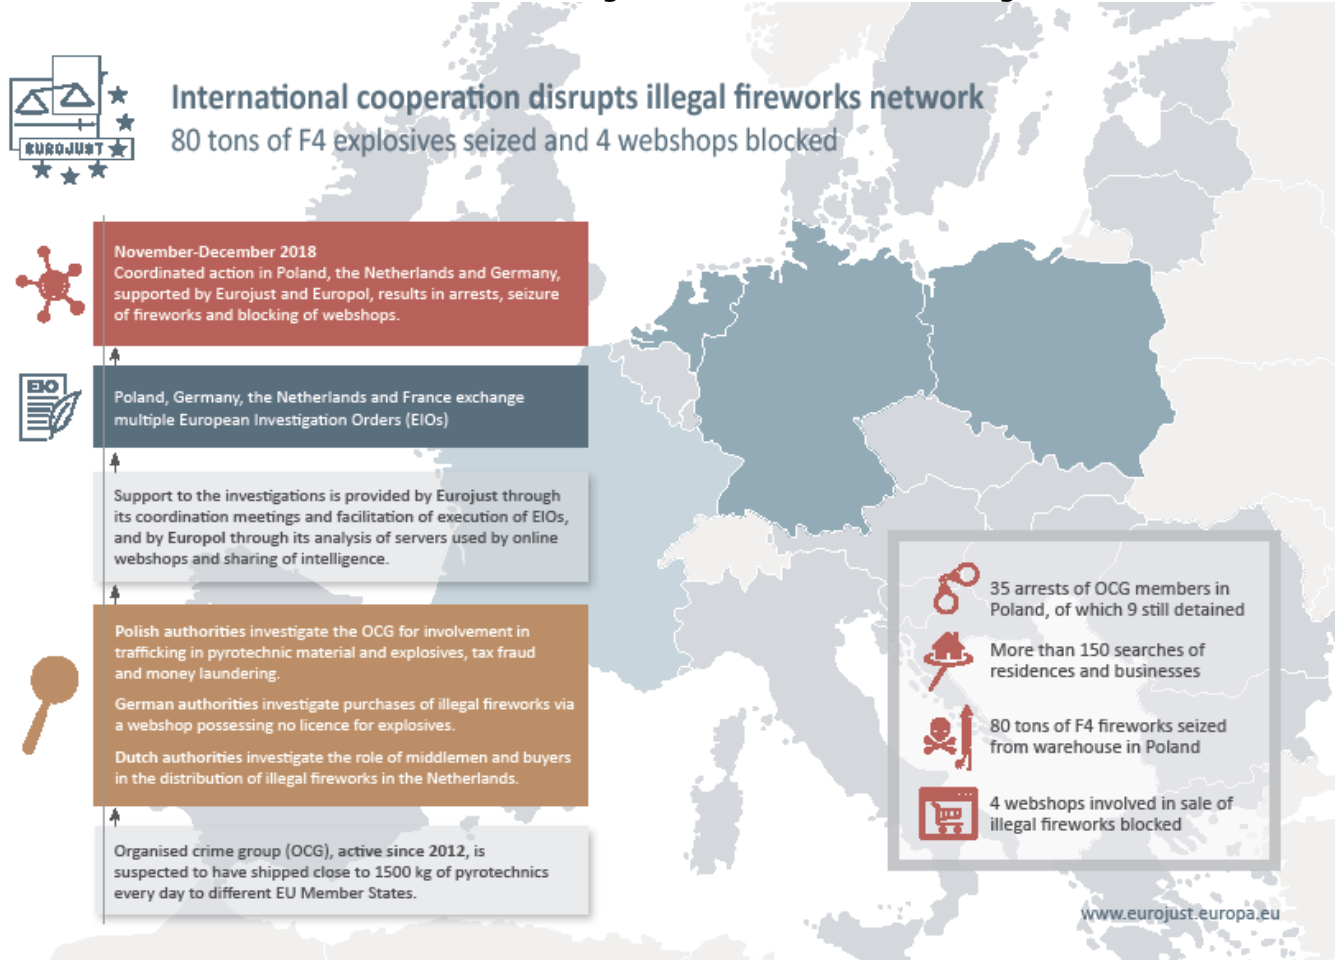 EUROJUST
International cooperation disrupts illegal fireworks network
80 tons of F4 explosives seized and 4 webshops blocked
November-December 2018
Coordinated action in Poland, the Netherlands and Germany,
supported by Eurojust and Europol, results in arrests, seizure
of fireworks and blocking of webshops.
EIO
Poland, Germany, the Netherlands and France exchange
multiple European Investigation Orders (EIOs)
Support to the investigations is provided by Eurojust through
its coordination meetings and facilitation of execution of EIOs,
and by Europol through its analysis of servers used by online
webshops and sharing of intelligence.
Polish authorities investigate the OCG for involvement in
trafficking in pyrotechnic material and explosives, tax fraud
and money laundering.
German authorities investigate purchases of illegal fireworks via
a webshop possessing no licence for explosives.
Dutch authorities investigate the role of middlemen and buyers
in the distribution of illegal fireworks in the Netherlands.
Organised crime group (OCG), active since 2012, is
suspected to have shipped close to 1500 kg of pyrotechnics
every day to different EU Member States.
35 arrests of OCG members in
Poland, of which 9 still detained
More than 150 searches of
residences and businesses
80 tons of F4 fireworks seized
from warehouse in Poland
4 webshops involved in sale of
illegal fireworks blocked
www.eurojust.europa.eu